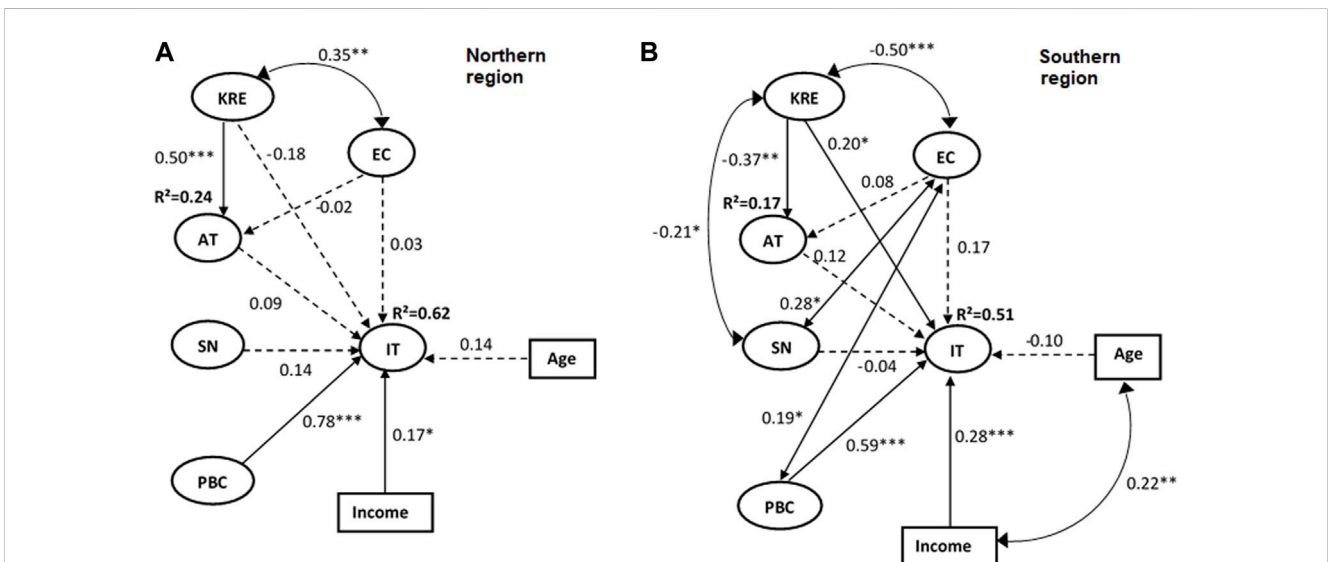 A
Northern
region
0.35**
KRE
EC
0.50***
-0.18
R²=0.24
-0.02
AT
0.03
0.09
R²=0.62
SN
IT
0.14
Age
0.14
0.78***
0.17*
PBC
Income
B
Southern
region
-0.50***
KRE
EC
0.20*
-0.37**
0.08
R²=0.17
-0.21*
AT
0.12
0.17
0.28*
R²=0.51
SN
IT
-0.10
Age
-0.04
0.19*
0.59***
0.28***
0.22**
PBC
Income